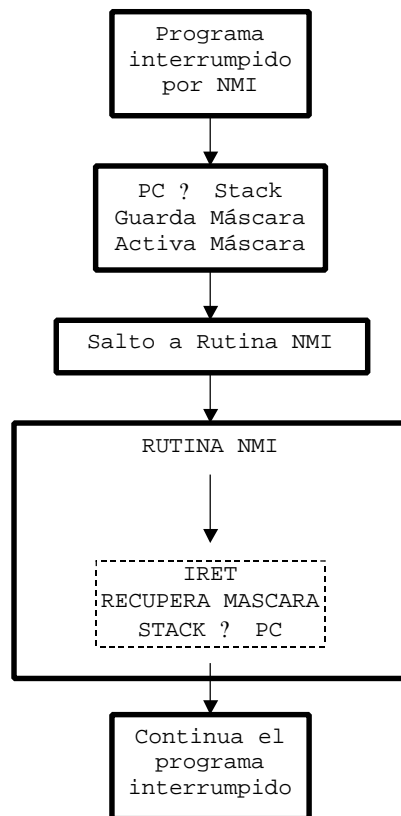 Programa
interrumpido
por NMI
PC ? Stack
Guarda Máscara
Activa Máscara
Salto a Rutina NMI
RUTINA NMI
IRET
RECUPERA MASCARA
STACK ? PC
Continua el
programa
interrumpido